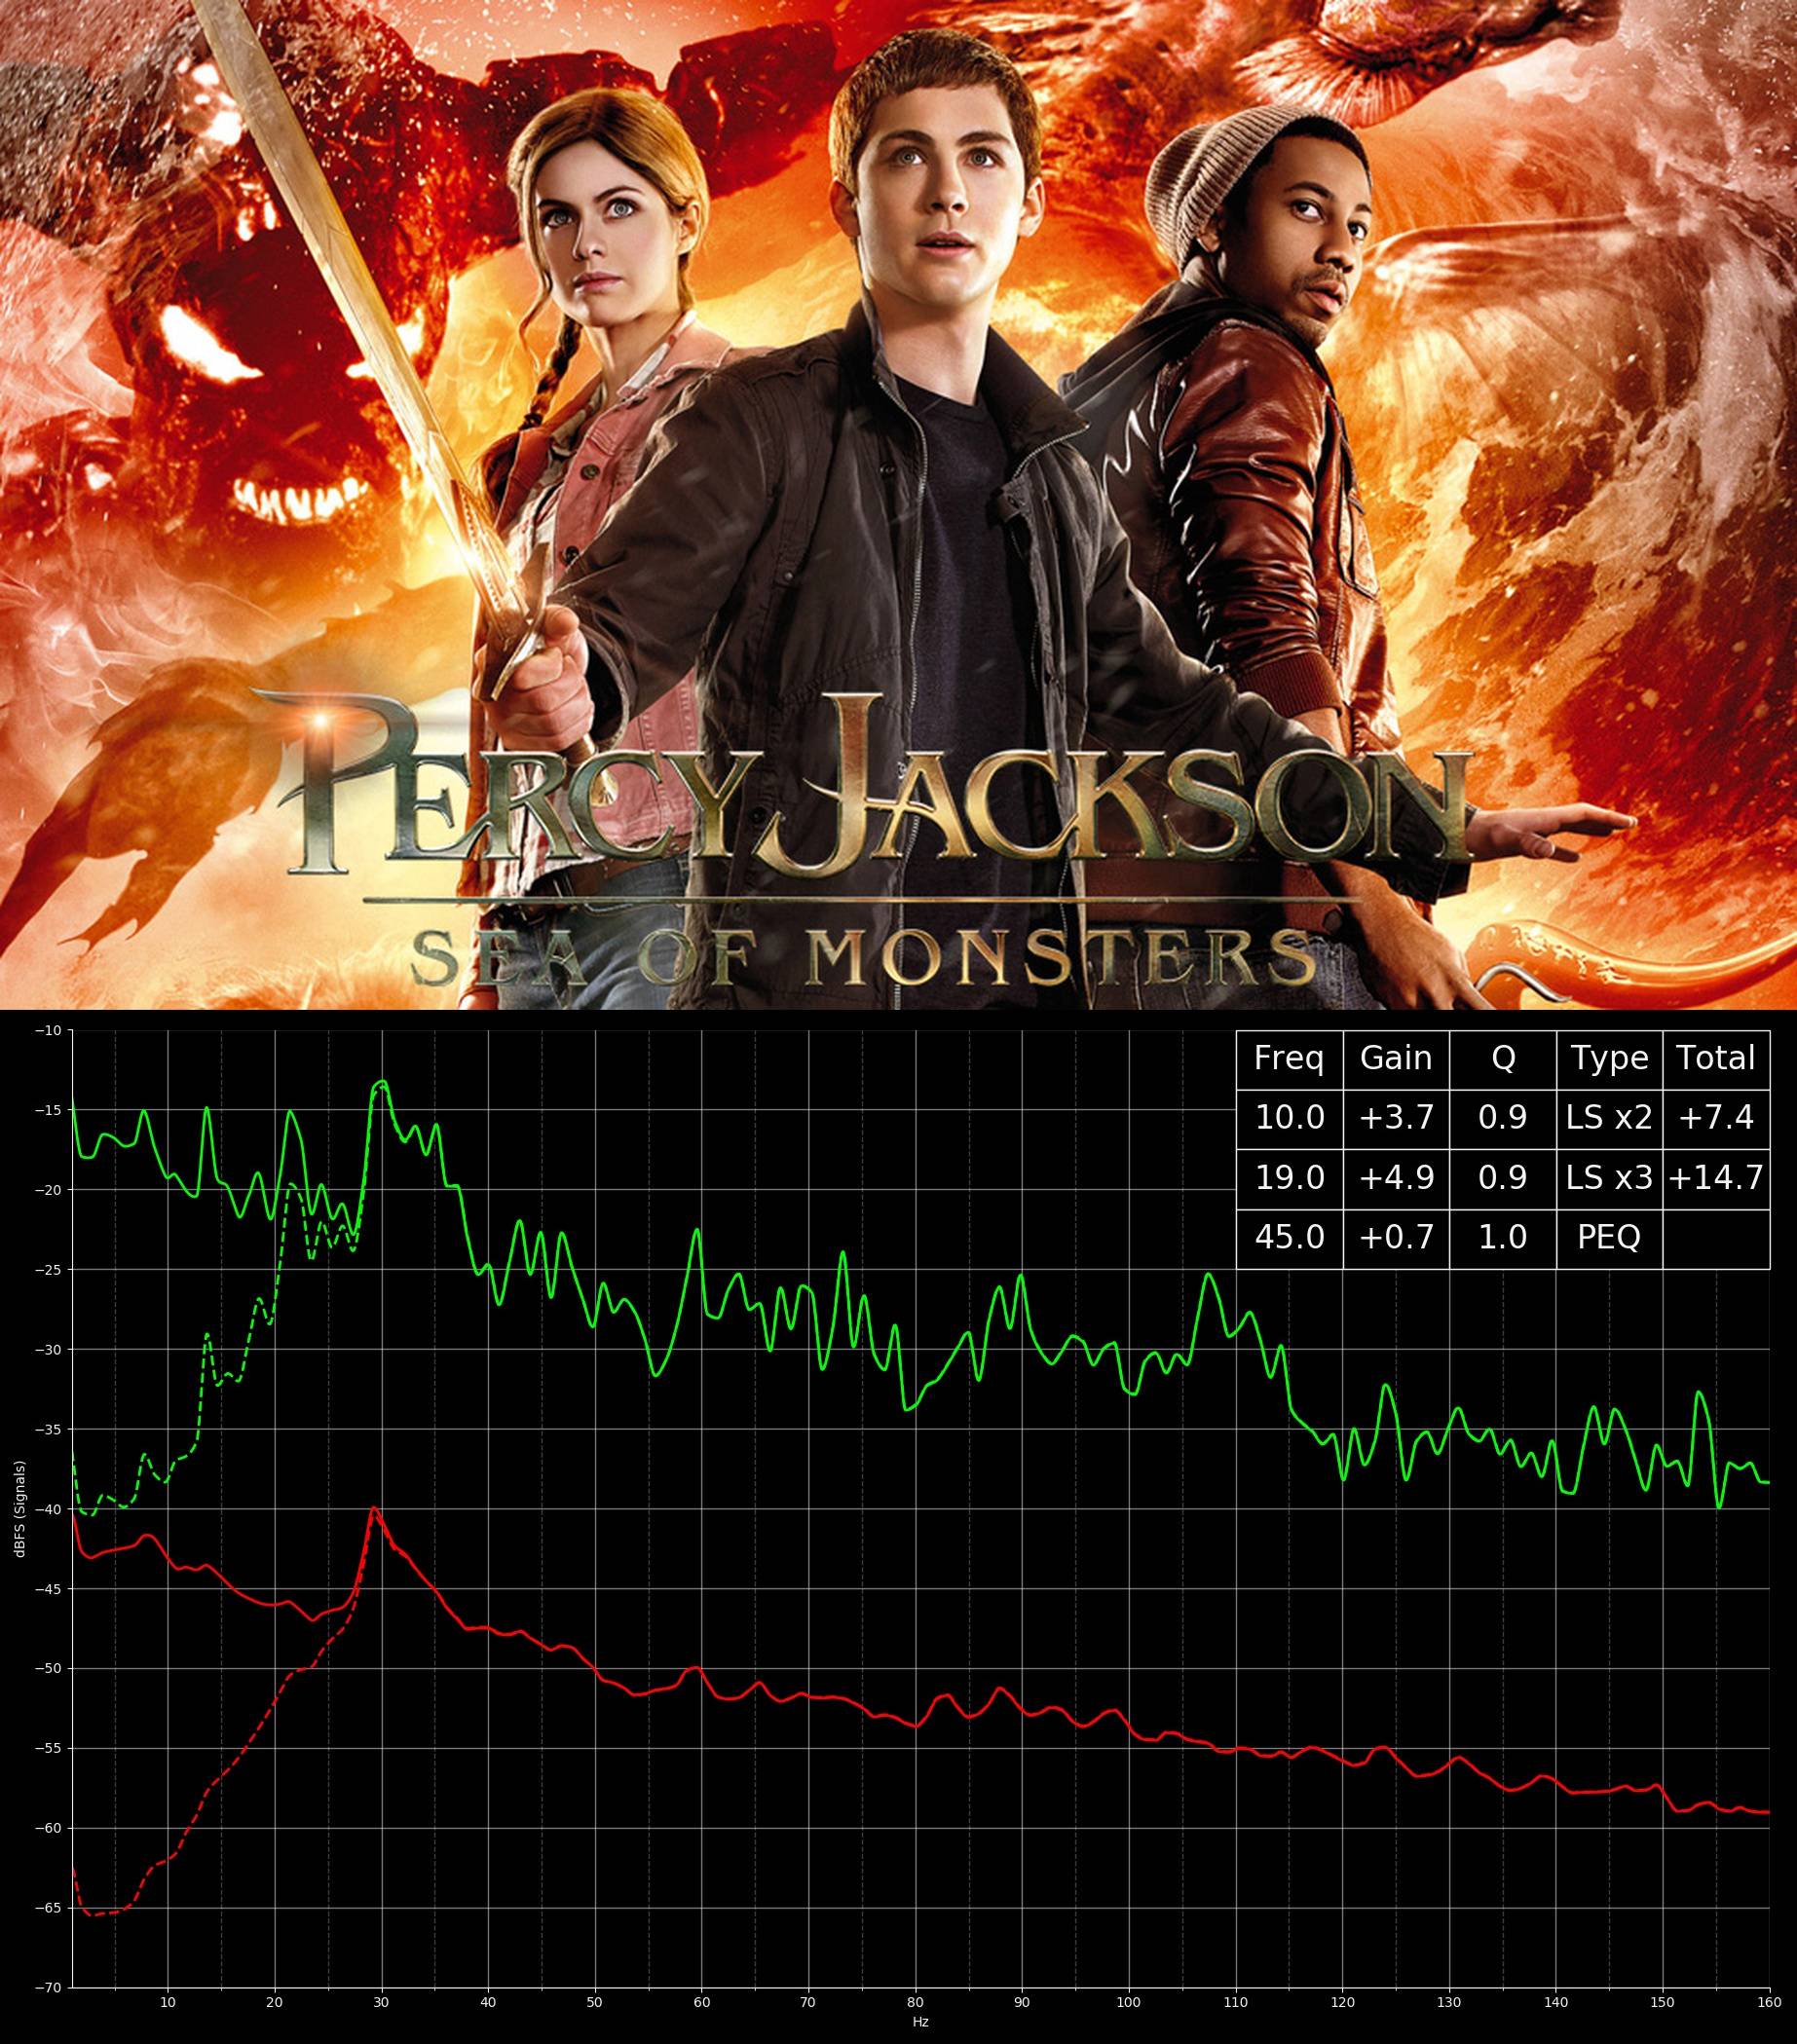 PERCY JACKSON
SEA OF MONSTERS
Freq Gain Q Type Total
10.0 +3.7 0.9 LS x2 +7.4
19.0 +4.9 0.9 LS x3 +14.7
45.0 +0.7 1.0 PEQ
−10
−15
−20
−25
−30
−35
−40
−45
−50
−55
−60
−65
−70
dBFS (Signals)
10 20 30 40 50 60 70 80 90 100 110 120 130 140 150 160
Hz